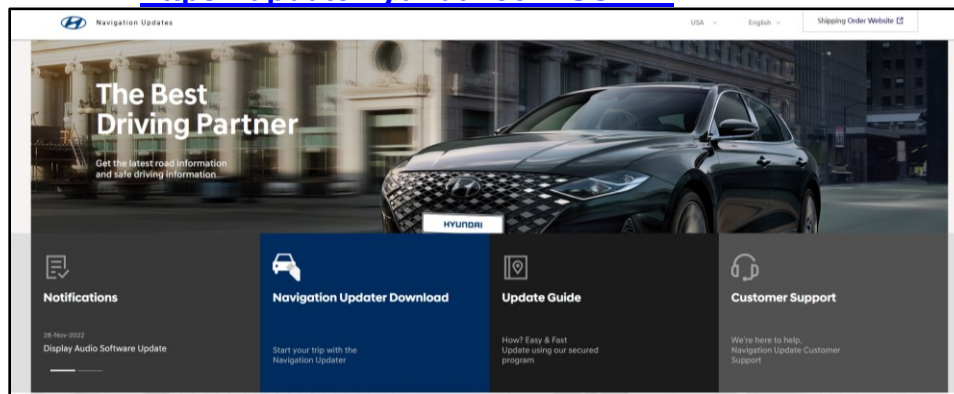 Navigation Updates
USA
English
Shipping Order Website
The Best
Driving Partner
Get the latest road information
and safe driving information
HYUNDAI
Notifications
28-Nov-2022
Display Audio Software Update
Navigation Updater Download
Start your trip with the
Navigation Updater
Update Guide
How? Easy & Fast
Update using our secured
program
Customer Support
We're here to help.
Navigation Update Customer
Support